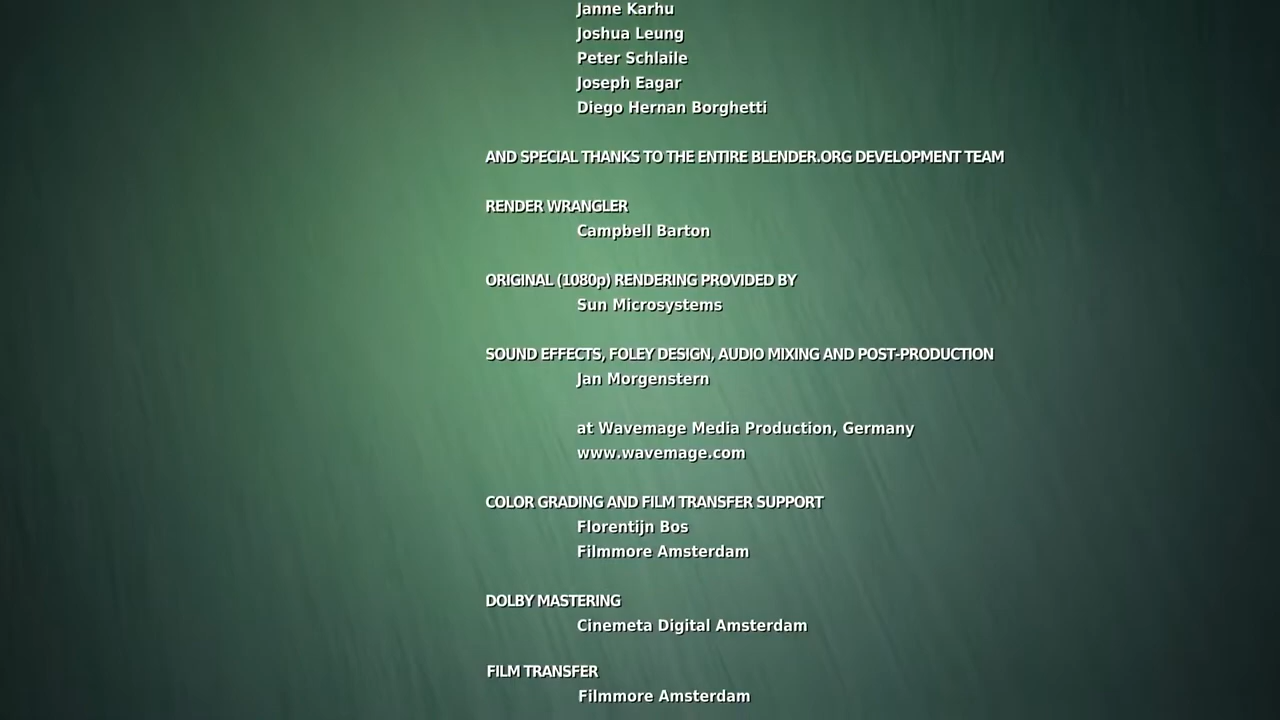 Janne Karhu
Joshua Leung
Peter Schlaile
Joseph Eagar
Diego Hernan Borghetti
AND SPECIAL THANKS TO THE ENTIRE BLENDER.ORG DEVELOPMENT TEAM
RENDER WRANGLER
Campbell Barton
ORIGINAL (1080p) RENDERING PROVIDED BY
Sun Microsystems
SOUND EFFECTS, FOLEY DESIGN, AUDIO MIXING AND POST-PRODUCTION
Jan Morgenstern
at Wavemage Media Production, Germany
www.wavemage.com
COLOR GRADING AND FILM TRANSFER SUPPORT
Florentijn Bos
Filmmore Amsterdam
DOLBY MASTERING
Cinemeta Digital Amsterdam
FILM TRANSFER
Filmmore Amsterdam